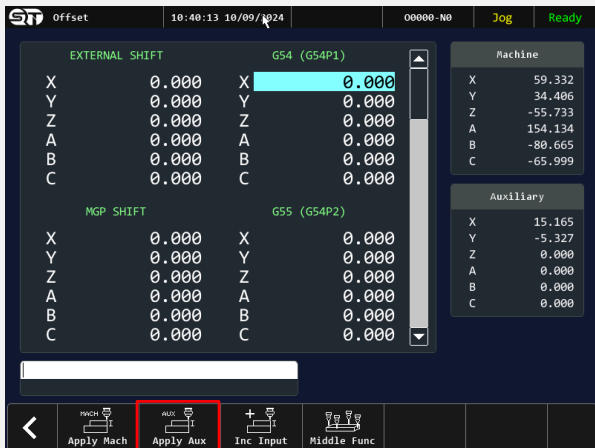 ST Offset 10:40:13 10/09/2024 O0000-N0 Jog Ready
EXTERNAL SHIFT G54 (G54P1)
X 0.000 X 0.000
Y 0.000 Y 0.000
Z 0.000 Z 0.000
A 0.000 A 0.000
B 0.000 B 0.000
C 0.000 C 0.000
MGP SHIFT G55 (G54P2)
X 0.000 X 0.000
Y 0.000 Y 0.000
Z 0.000 Z 0.000
A 0.000 A 0.000
B 0.000 B 0.000
C 0.000 C 0.000
Machine
X 59.332
Y 34.406
Z -55.733
A 154.134
B -80.665
C -65.999
Auxiliary
X 15.165
Y -5.327
Z 0.000
A 0.000
B 0.000
C 0.000
MACH AUX
Apply Mach Apply Aux Inc Input Middle Func